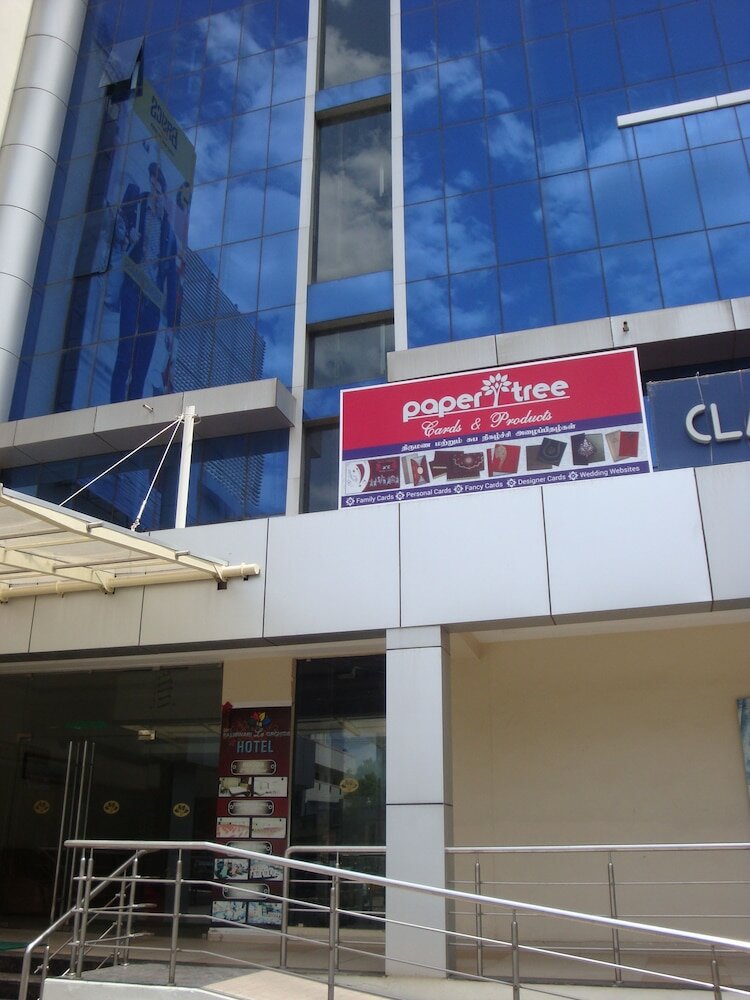 paper tree
Cards & Products
திருமண மற்றும் சுப நிகழ்ச்சி அழைப்பிதழ்கள்
Family Cards Personal Cards Fancy Cards Designer Cards Wedding Websites
CLA
HOTEL